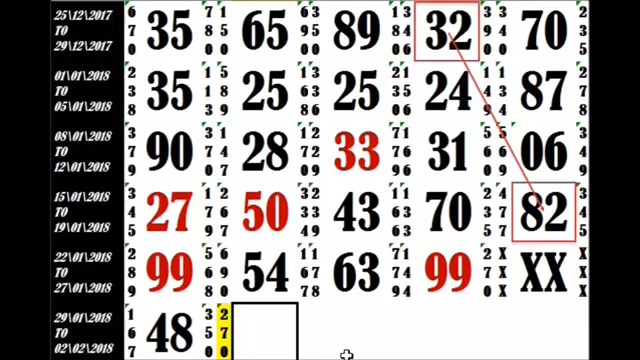 25\12\2017 6 7 1 6 3 1 3 3 3 2
TO 7 35 8 5 65 9 5 89 8 4 32 9 4 70 3
29\12\2017 0 0 0 0 0 0 6 0 0 5
01\01\2018 2 1 5 1 3 2 1 1 1
TO 3 35 1 8 25 6 3 25 3 5 24 4 3 87
05\01\2018 8 3 9 8 6 0 6 9 4
08\01\2018 3 3 1 1 2 7 1 5 5
TO 7 90 7 4 28 7 2 33 7 6 31 6 6 06
12\01\2018 9 0 7 0 9 9 6 0 9
15\01\2018 3 1 2 3 2 1 1 2 4 3
TO 4 27 7 6 50 3 3 43 6 3 70 3 7 82 4
19\01\2018 5 9 7 4 9 6 3 5 7 5
22\01\2018 2 5 6 1 1 7 1 2 X X
TO 8 99 6 9 54 6 7 63 7 4 99 7 X XX X
27\01\2018 9 8 0 7 8 9 4 0 X X
29\01\2018 1 3 2
TO 6 48 5 7
02\02\2018 7 0 0